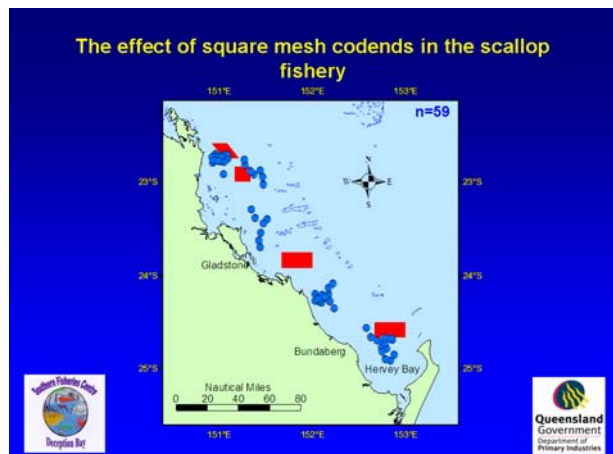 The effect of square mesh codends in the scallop
fishery
151°E 152°E 153°E
n=59
N
W E
S
23°S 23°S
Gladstone
24°S 24°S
Bundaberg
Hervey Bay
25°S 25°S
Nautical Miles
0 20 40 60 80
151°E 152°E 153°E
Southern Fisheries Centre
Deception Bay
Queensland
Government
Department of
Primary Industries